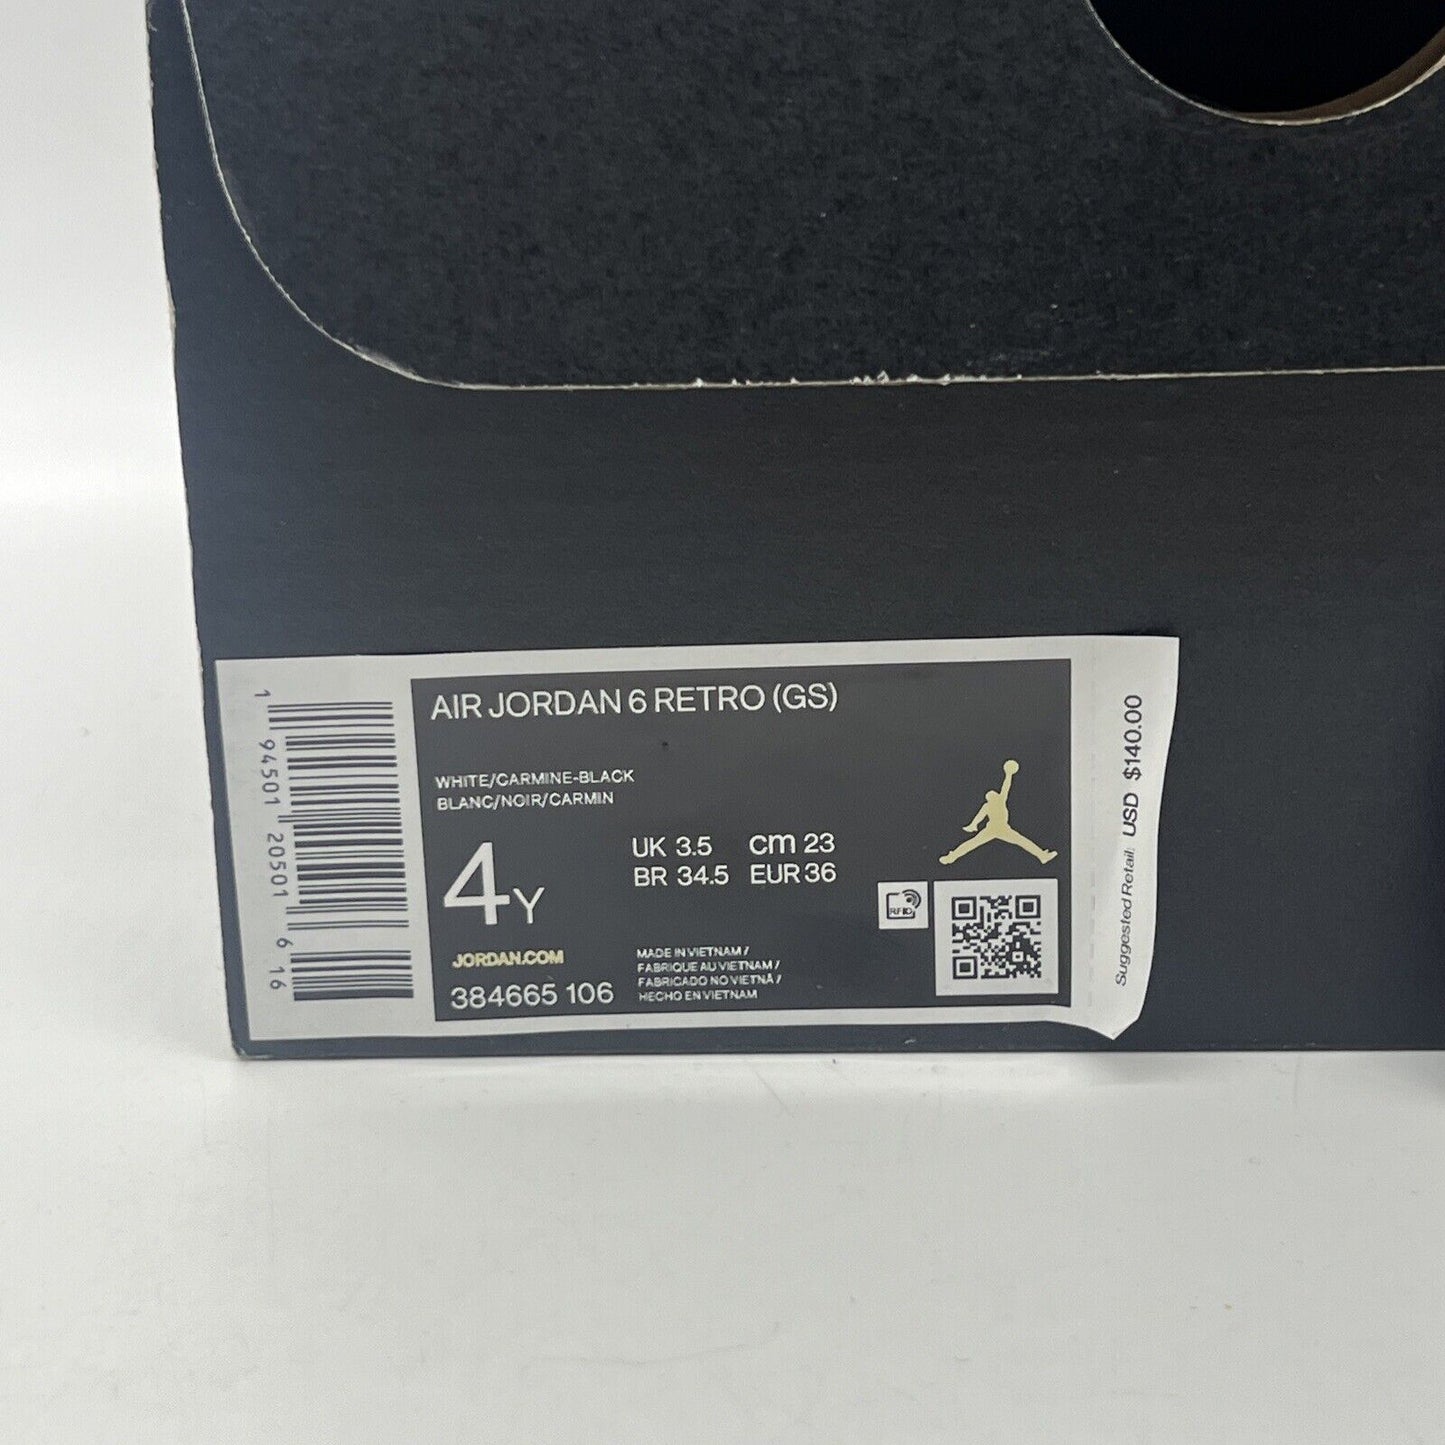 AIR JORDAN 6 RETRO (GS)
WHITE/CARMINE-BLACK
BLANC/NOIR/CARMIN
4Y
UK 3.5 cm 23
BR 34.5 EUR 36
JORDAN.COM
384665 106
MADE IN VIETNAM /
FABRIQUE AU VIETNAM /
FABRICADO NO VIETNÃ /
HECHO EN VIETNAM
RFID
1 94501 20501 6 16
Suggested Retail: USD $140.00